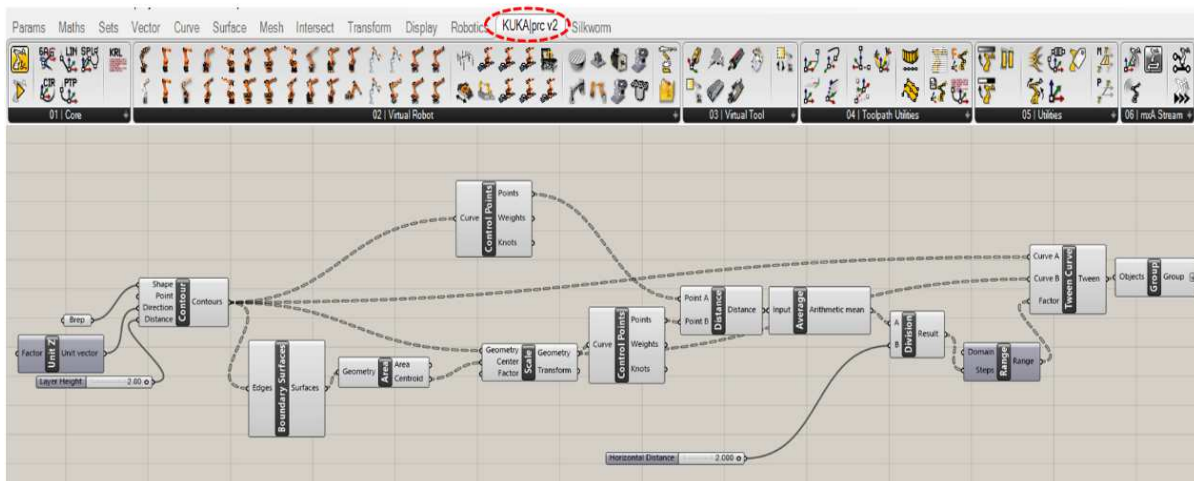 Params Maths Sets Vector Curve Surface Mesh Intersect Transform Display Robotics KUKA|prc v2 Silkworm
LIN SPLR KRL
CIR PTP
01 | Core 02 | Virtual Robot 03 | Virtual Tool 04 | Toolpath Utilities 05 | Utilities 06 | mxA Stream
Curve Control Points Points Weights Knots
Shape Point Direction Distance Contour Contours
Brep
Factor Unit Z Unit vector
Layer Height 2.00
Edges Boundary Surfaces Surfaces
Geometry Area Area Centroid
Geometry Center Factor Scale Geometry Transform
Curve Control Points Points Weights Knots
Point A Point B Distance Distance
Input Average Arithmetic mean
A B Division Result
Domain Steps Range Range
Curve A Curve B Factor Tween Curve Tween
Objects Group Group
Horizontal Distance 2.000